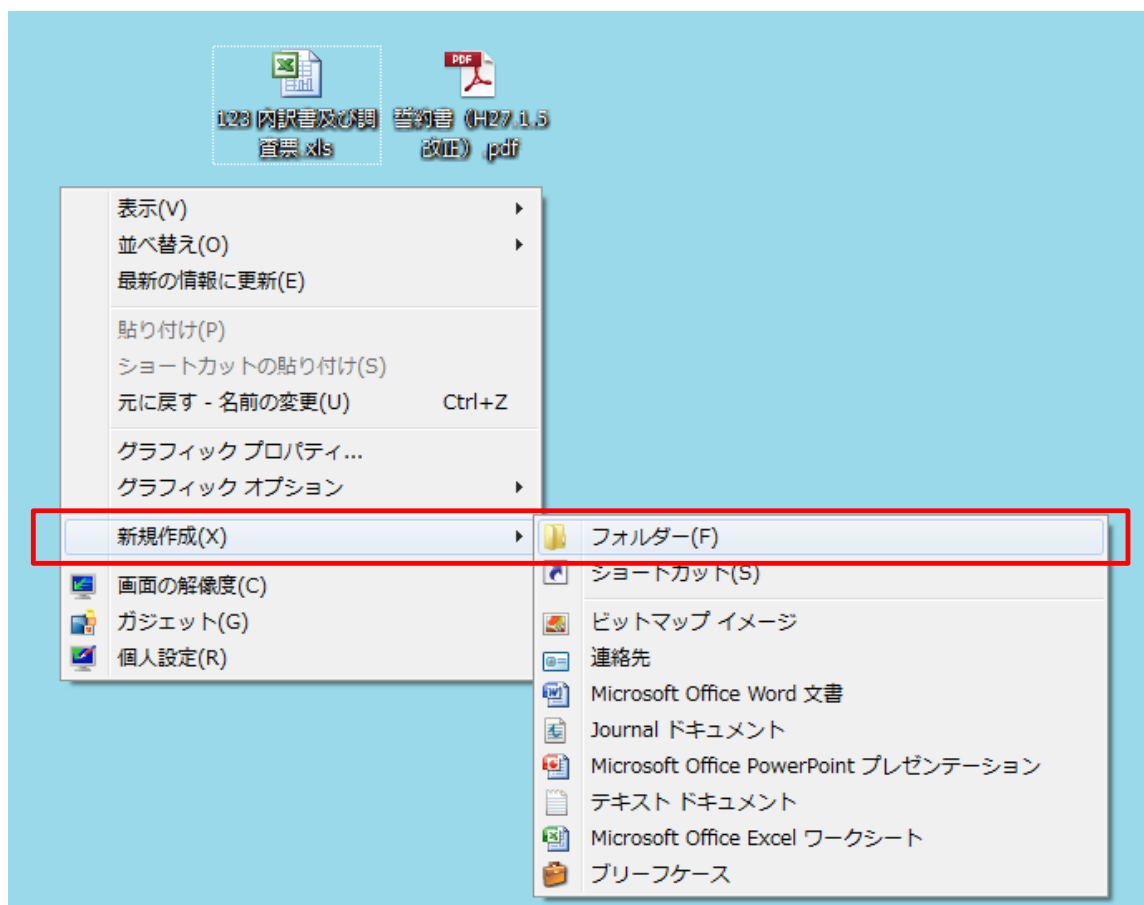 PDF
123 内訳書及び調
査票.xls
誓約書（H27.1.5
改正）.pdf
表示(V)
並べ替え(O)
最新の情報に更新(E)
貼り付け(P)
ショートカットの貼り付け(S)
元に戻す - 名前の変更(U) Ctrl+Z
グラフィック プロパティ...
グラフィック オプション
新規作成(X)
画面の解像度(C)
ガジェット(G)
個人設定(R)
フォルダー(F)
ショートカット(S)
ビットマップ イメージ
連絡先
Microsoft Office Word 文書
Journal ドキュメント
Microsoft Office PowerPoint プレゼンテーション
テキスト ドキュメント
Microsoft Office Excel ワークシート
ブリーフケース